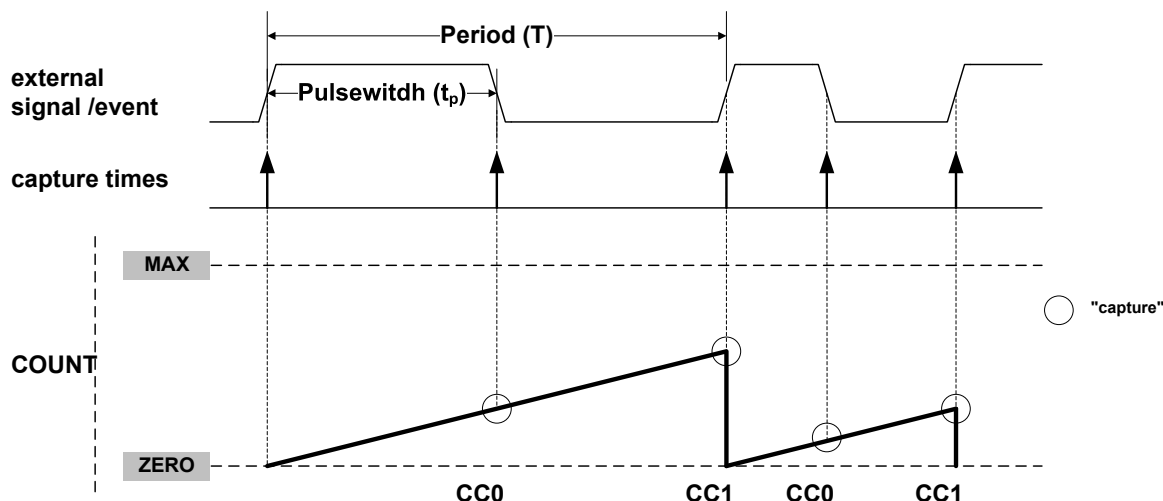 Period (T)
external
signal /event
Pulsewitdh (tp)
capture times
MAX
"capture"
COUNT
ZERO
CC0 CC1 CC0 CC1